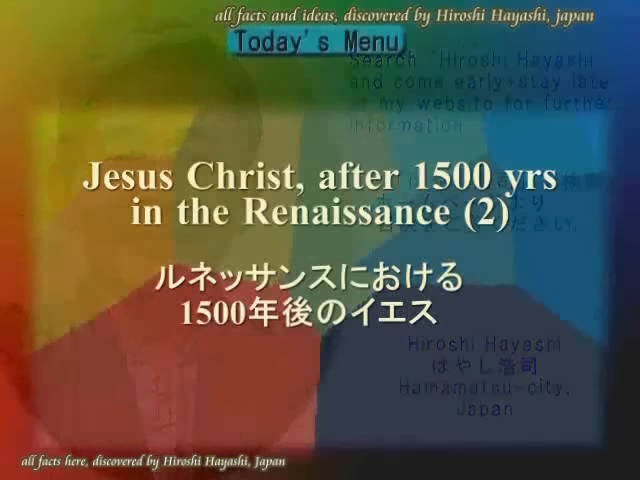 all facts and ideas, discovered by Hiroshi Hayashi, japan
Today's Menu
Search "Hiroshi Hayashi
and come early+stay late
at my website for further
information
Jesus Christ, after 1500 yrs
in the Renaissance (2)
ルネッサンスにおける
1500年後のイエス
Hiroshi Hayashi
はやし浩司
Hamamatsu-city,
Japan
all facts here, discovered by Hiroshi Hayashi, Japan